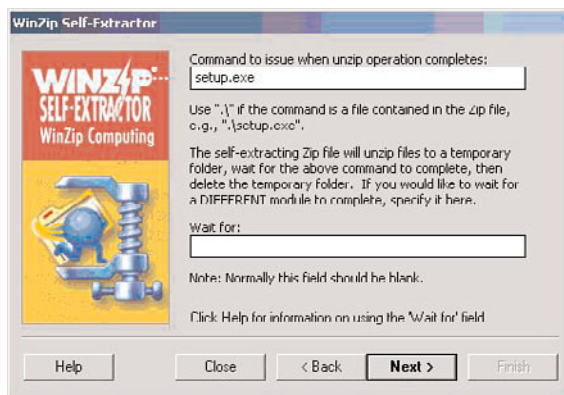 WinZip Self-Extractor
WINZIP
SELF-EXTRACTOR
WinZip Computing
Command to issue when unzip operation completes:
setup.exe
Use ".\" if the command is a file contained in the Zip file,
e.g., ".\setup.exe".
The self-extracting Zip file will unzip files to a temporary
folder, wait for the above command to complete, then
delete the temporary folder. If you would like to wait for
a DIFFERENT module to complete, specify it here.
Wait for:
Note: Normally this field should be blank.
Click Help for information on using the 'Wait for' field
Help
Close
< Back
Next >
Finish